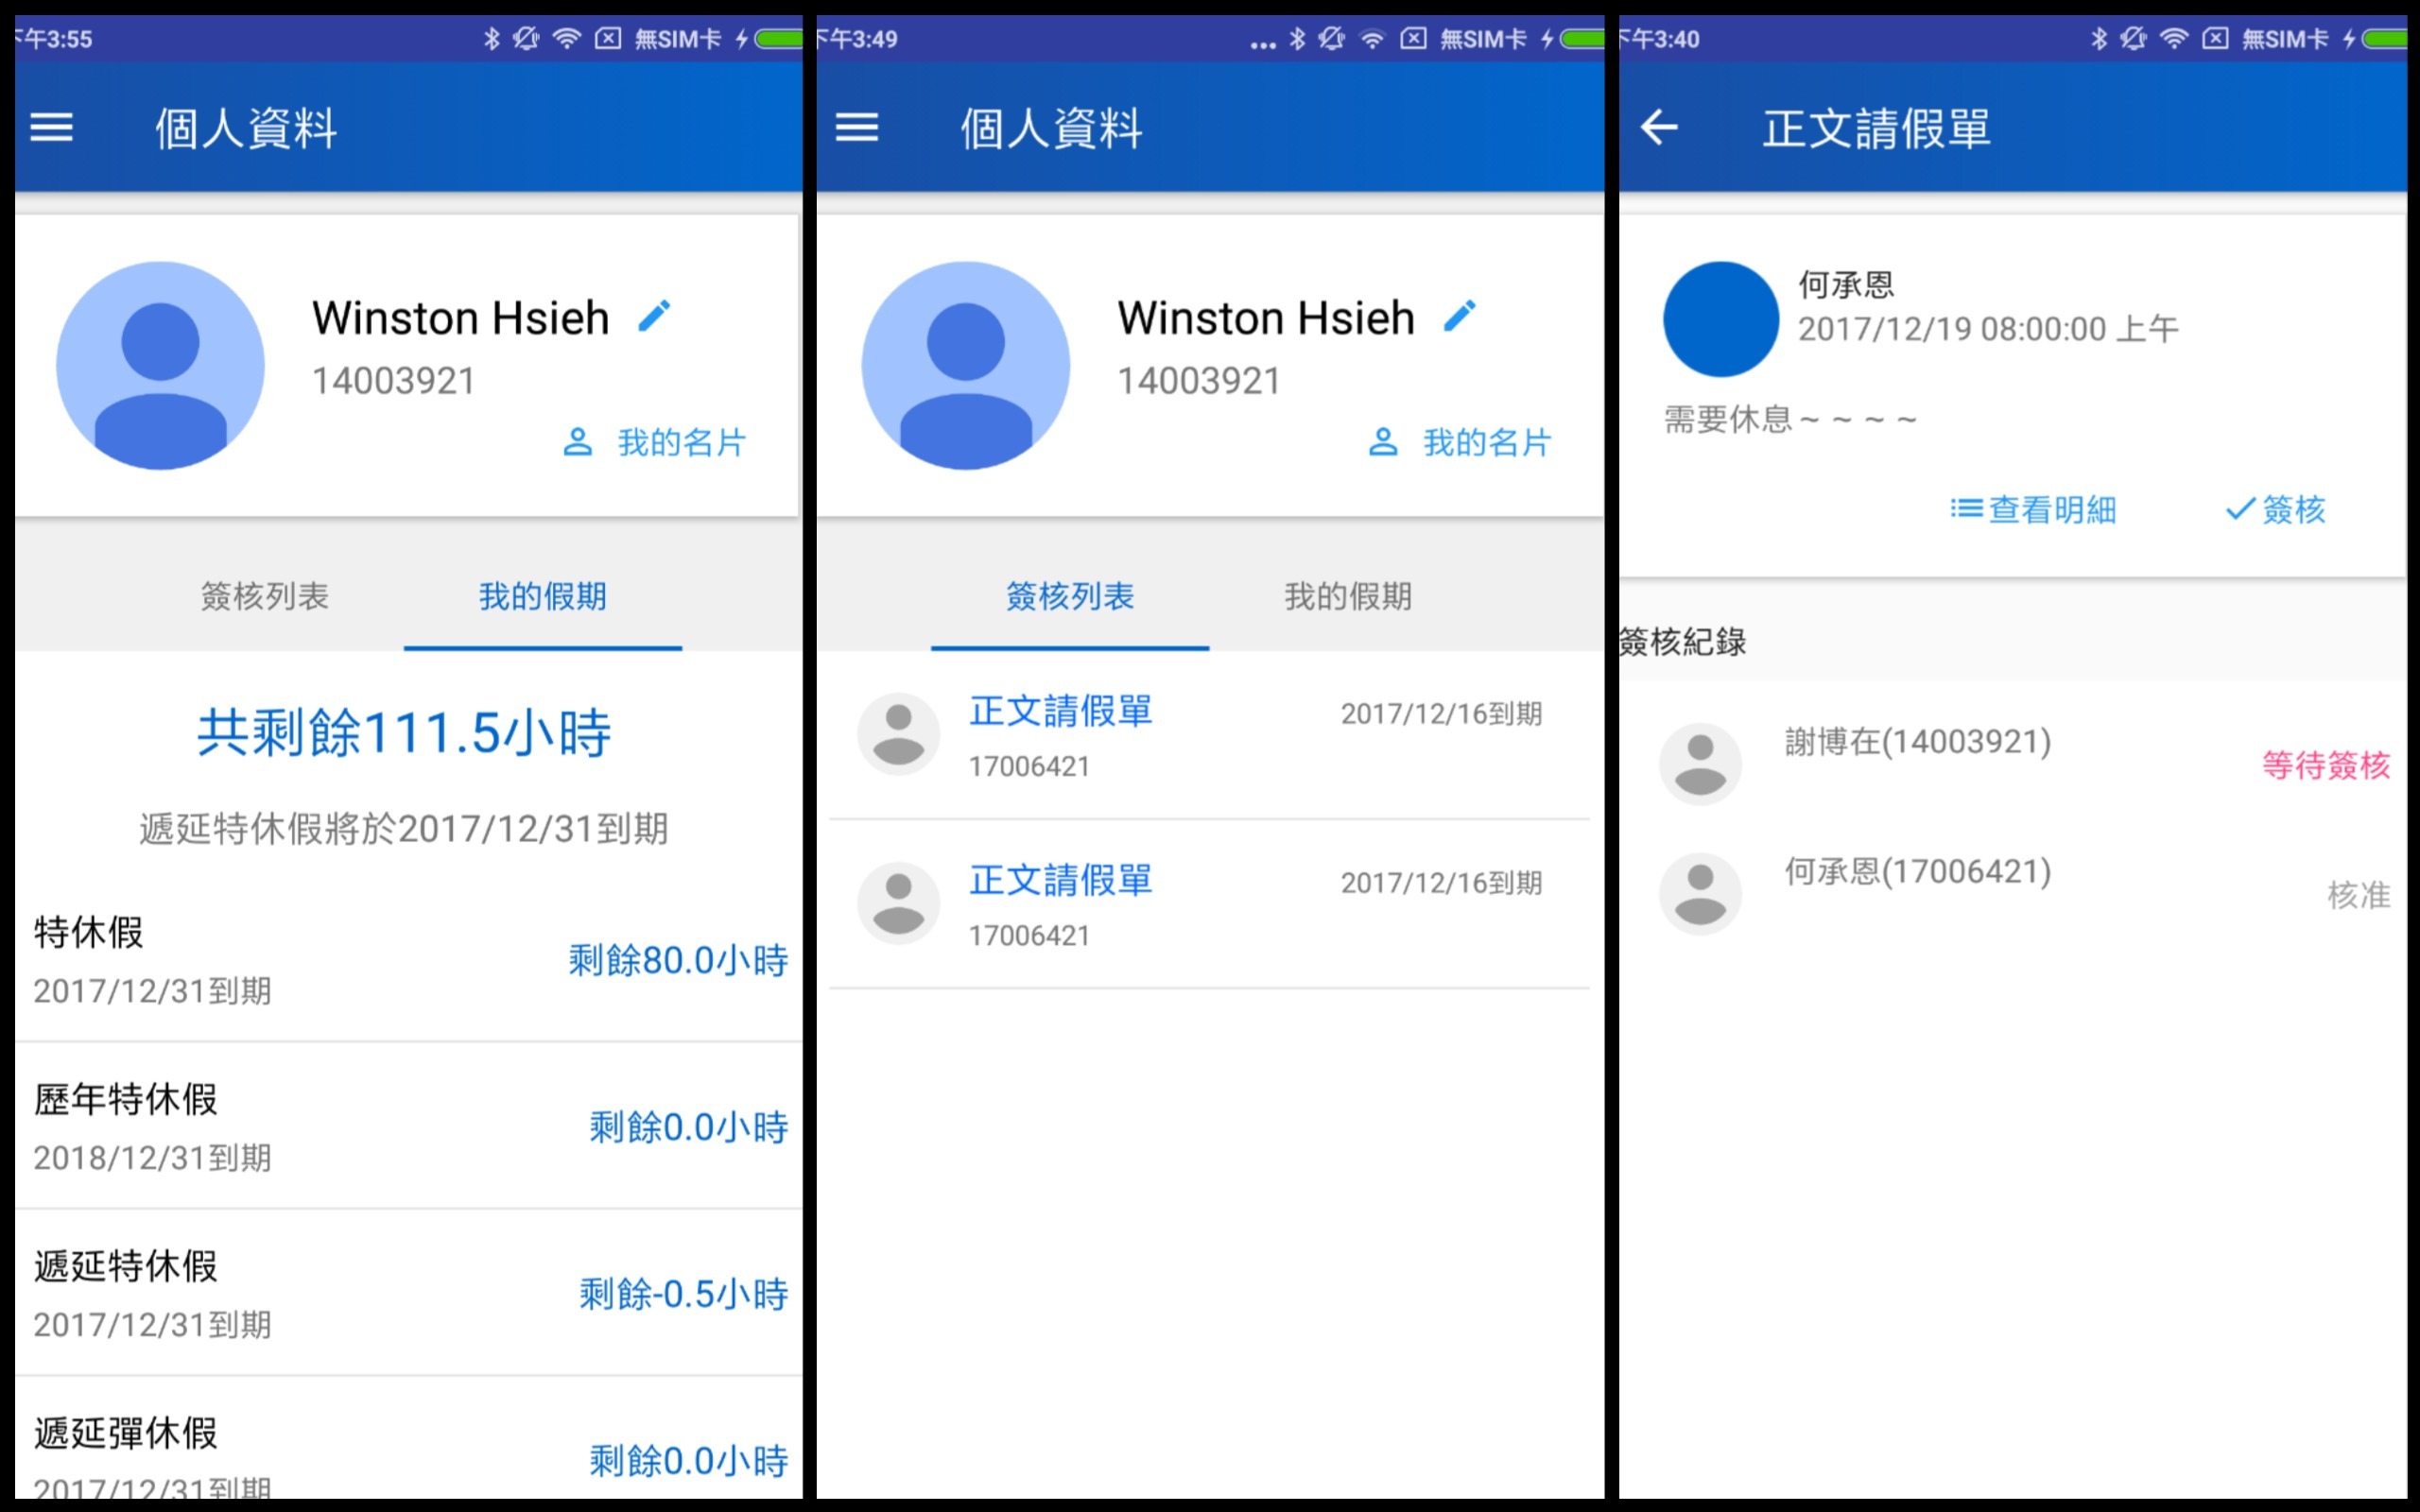 下午3:55
無SIM卡
個人資料
Winston Hsieh
14003921
我的名片
簽核列表
我的假期
共剩餘111.5小時
遞延特休假將於2017/12/31到期
特休假
剩餘80.0小時
2017/12/31到期
歷年特休假
剩餘0.0小時
2018/12/31到期
遞延特休假
剩餘-0.5小時
2017/12/31到期
遞延彈休假
剩餘0.0小時
2017/12/31到期
下午3:49
... 無SIM卡
個人資料
Winston Hsieh
14003921
我的名片
簽核列表
我的假期
正文請假單
2017/12/16到期
17006421
正文請假單
2017/12/16到期
17006421
下午3:40
無SIM卡
正文請假單
何承恩
2017/12/19 08:00:00 上午
需要休息~ ~ ~ ~
查看明細
簽核
簽核紀錄
謝博在(14003921)
等待簽核
何承恩(17006421)
核准